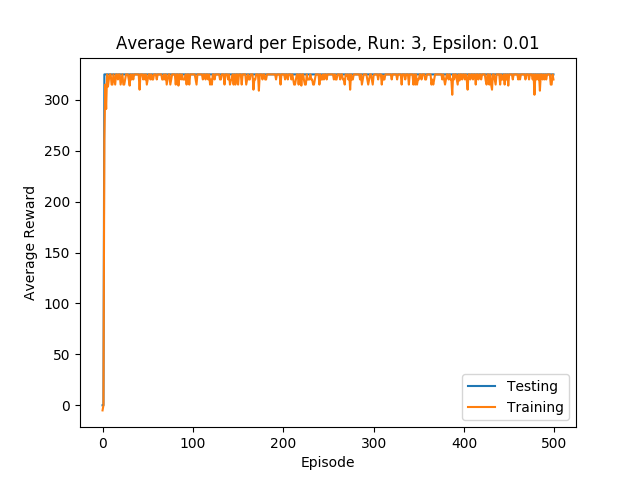 Average Reward per Episode, Run: 3, Epsilon: 0.01
300
250
200
150
100
50
0
Average Reward
0 100 200 300 400 500
Episode
Testing
Training